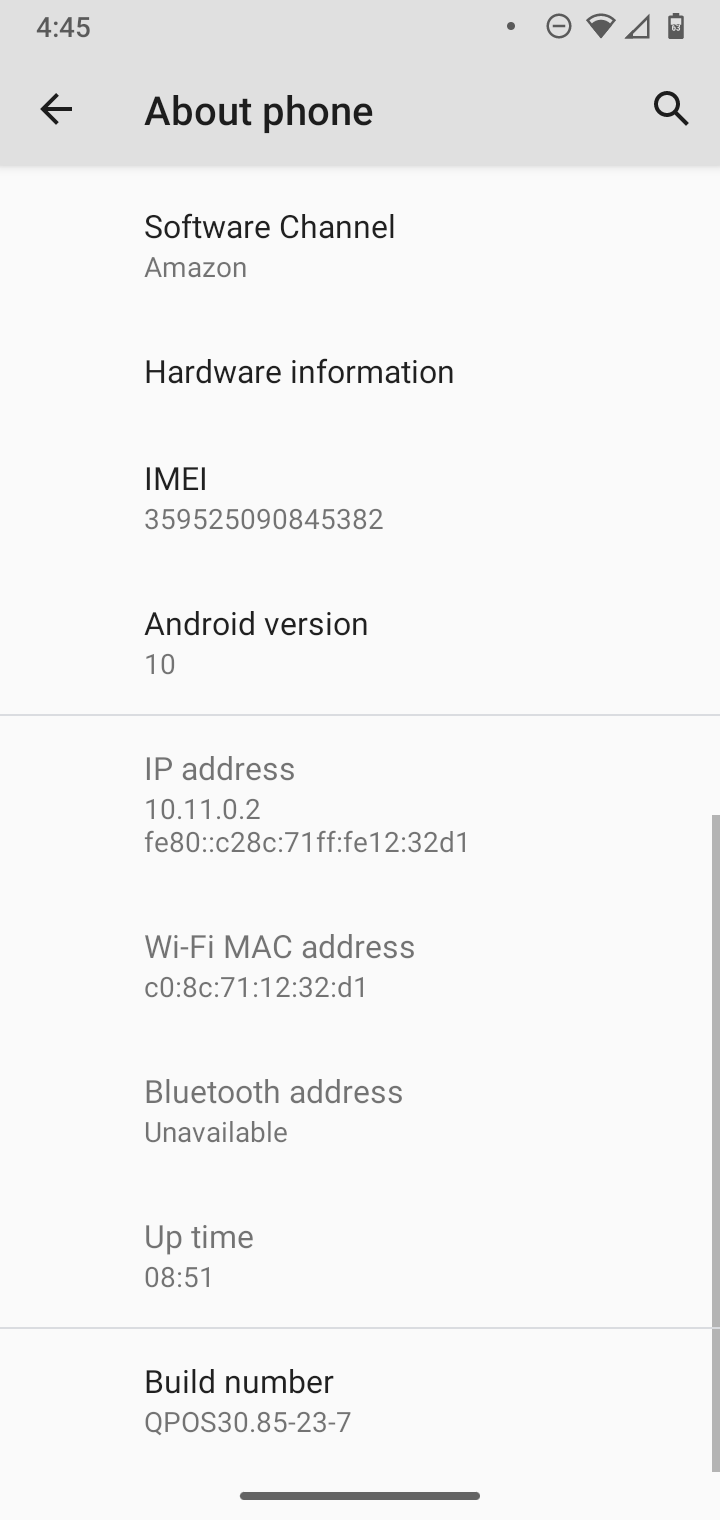 4:45
About phone
Software Channel
Amazon
Hardware information
IMEI
359525090845382
Android version
10
IP address
10.11.0.2
fe80::c28c:71ff:fe12:32d1
Wi-Fi MAC address
c0:8c:71:12:32:d1
Bluetooth address
Unavailable
Up time
08:51
Build number
QPOS30.85-23-7